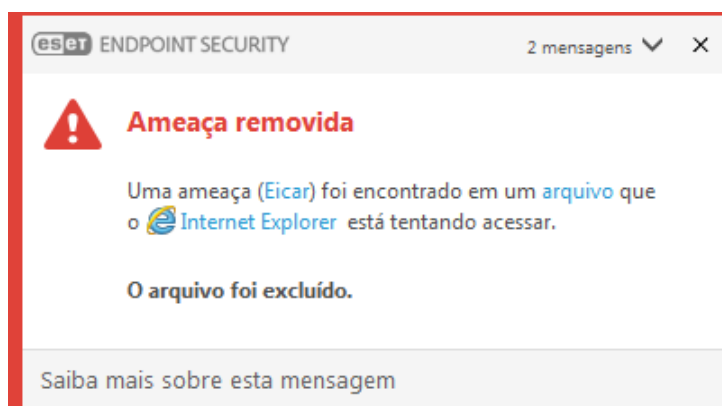 eset ENDPOINT SECURITY
2 mensagens
Ameaça removida
Uma ameaça (Eicar) foi encontrado em um arquivo que
o Internet Explorer está tentando acessar.
O arquivo foi excluído.
Saiba mais sobre esta mensagem